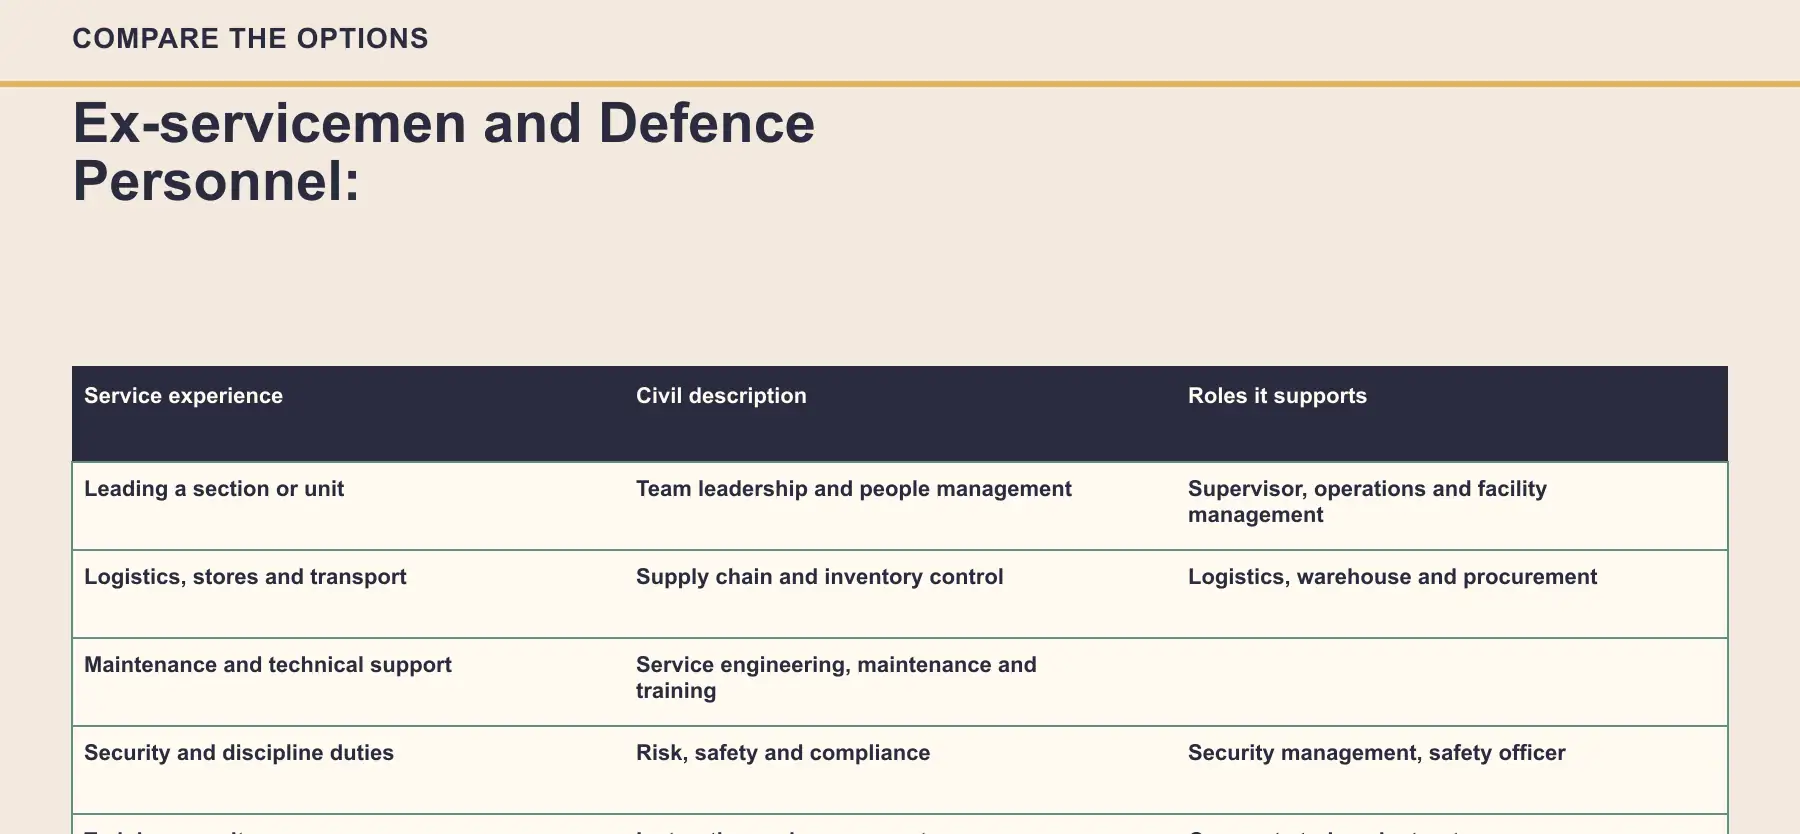 COMPARE THE OPTIONS
Ex-servicemen and Defence
Personnel:
Service experience
Civil description
Roles it supports
Leading a section or unit
Team leadership and people management
Supervisor, operations and facility
management
Logistics, stores and transport
Supply chain and inventory control
Logistics, warehouse and procurement
Maintenance and technical support
Service engineering, maintenance and
training
Security and discipline duties
Risk, safety and compliance
Security management, safety officer